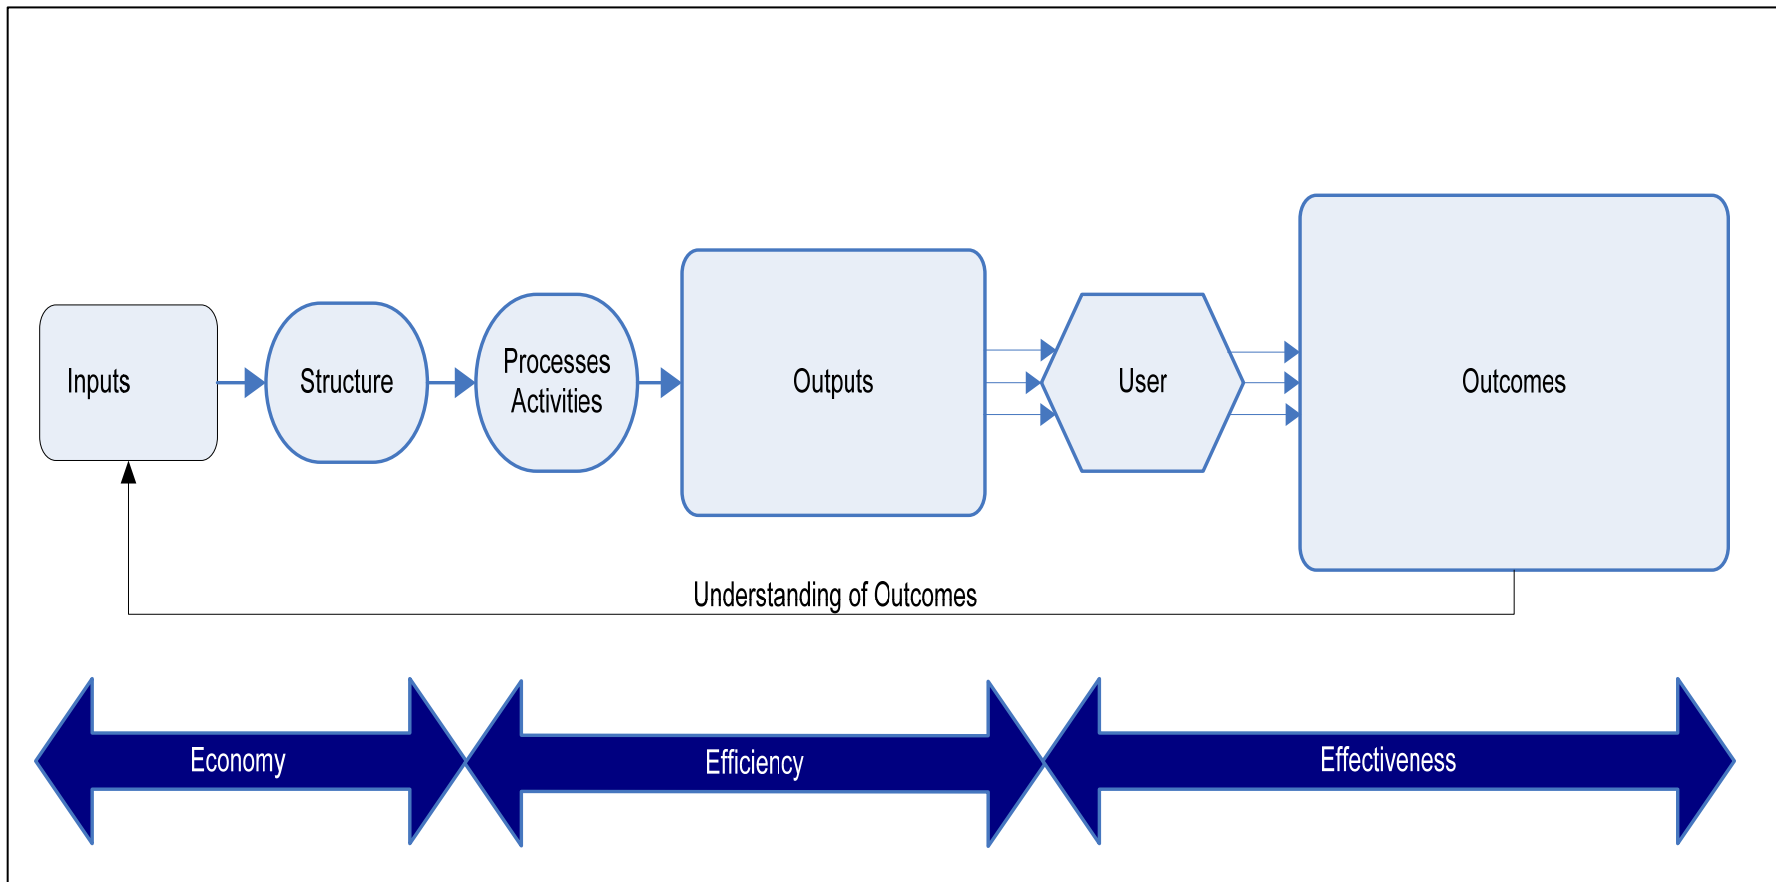 Inputs
Structure
Processes
Activities
Outputs
User
Outcomes
Understanding of Outcomes
Economy
Efficiency
Effectiveness